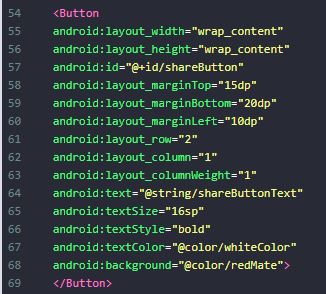 54 <Button
55 android:layout_width="wrap_content"
56 android:layout_height="wrap_content"
57 android:id="@+id/shareButton"
58 android:layout_marginTop="15dp"
59 android:layout_marginBottom="20dp"
60 android:layout_marginLeft="10dp"
61 android:layout_row="2"
62 android:layout_column="1"
63 android:layout_columnWeight="1"
64 android:text="@string/shareButtonText"
65 android:textSize="16sp"
66 android:textStyle="bold"
67 android:textColor="@color/whiteColor"
68 android:background="@color/redMate">
69 </Button>